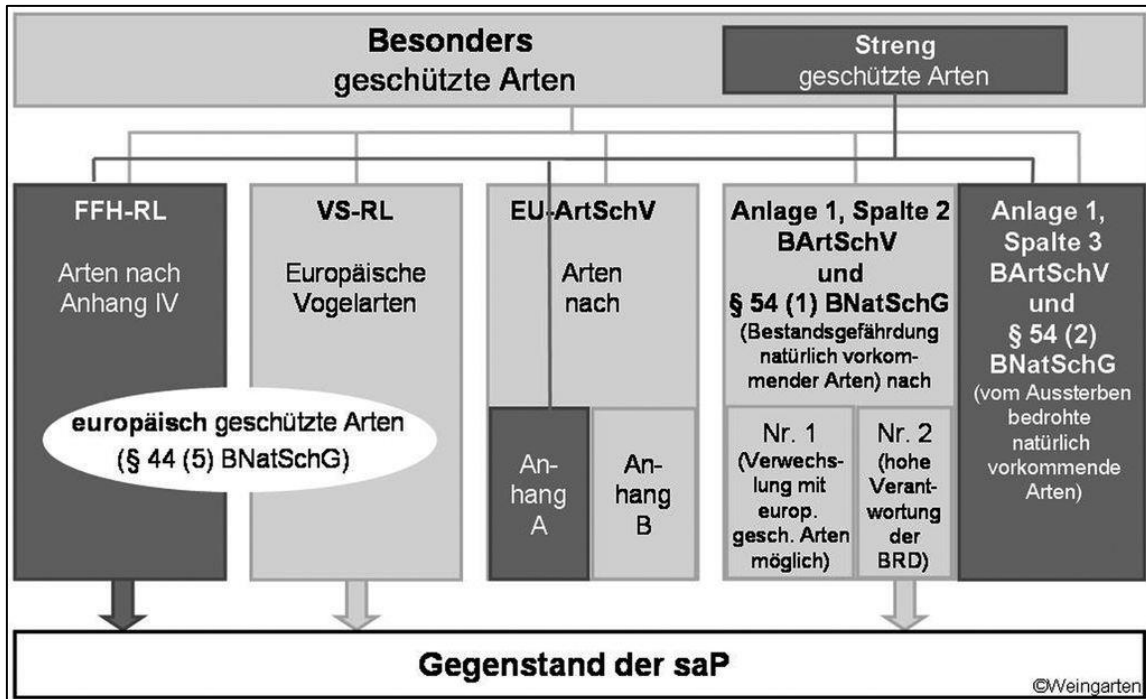 Besonders
geschützte Arten
Streng
geschützte Arten
FFH-RL
Arten nach
Anhang IV
VS-RL
Europäische
Vogelarten
europäisch geschützte Arten
(§ 44 (5) BNatSchG)
EU-ArtSchV
Arten
nach
An-
hang
A
An-
hang
B
Anlage 1, Spalte 2
BArtSchV
und
§ 54 (1) BNatSchG
(Bestandsgefährdung
natürlich vorkom-
mender Arten) nach
Nr. 1
(Verwechs-
lung mit
europ.
gesch. Arten
möglich)
Nr. 2
(hohe
Verant-
wortung
der
BRD)
Anlage 1,
Spalte 3
BArtSchV
und
§ 54 (2)
BNatSchG
(vom Aussterben
bedrohte
natürlich
vorkommende
Arten)
Gegenstand der saP
©Weingarten